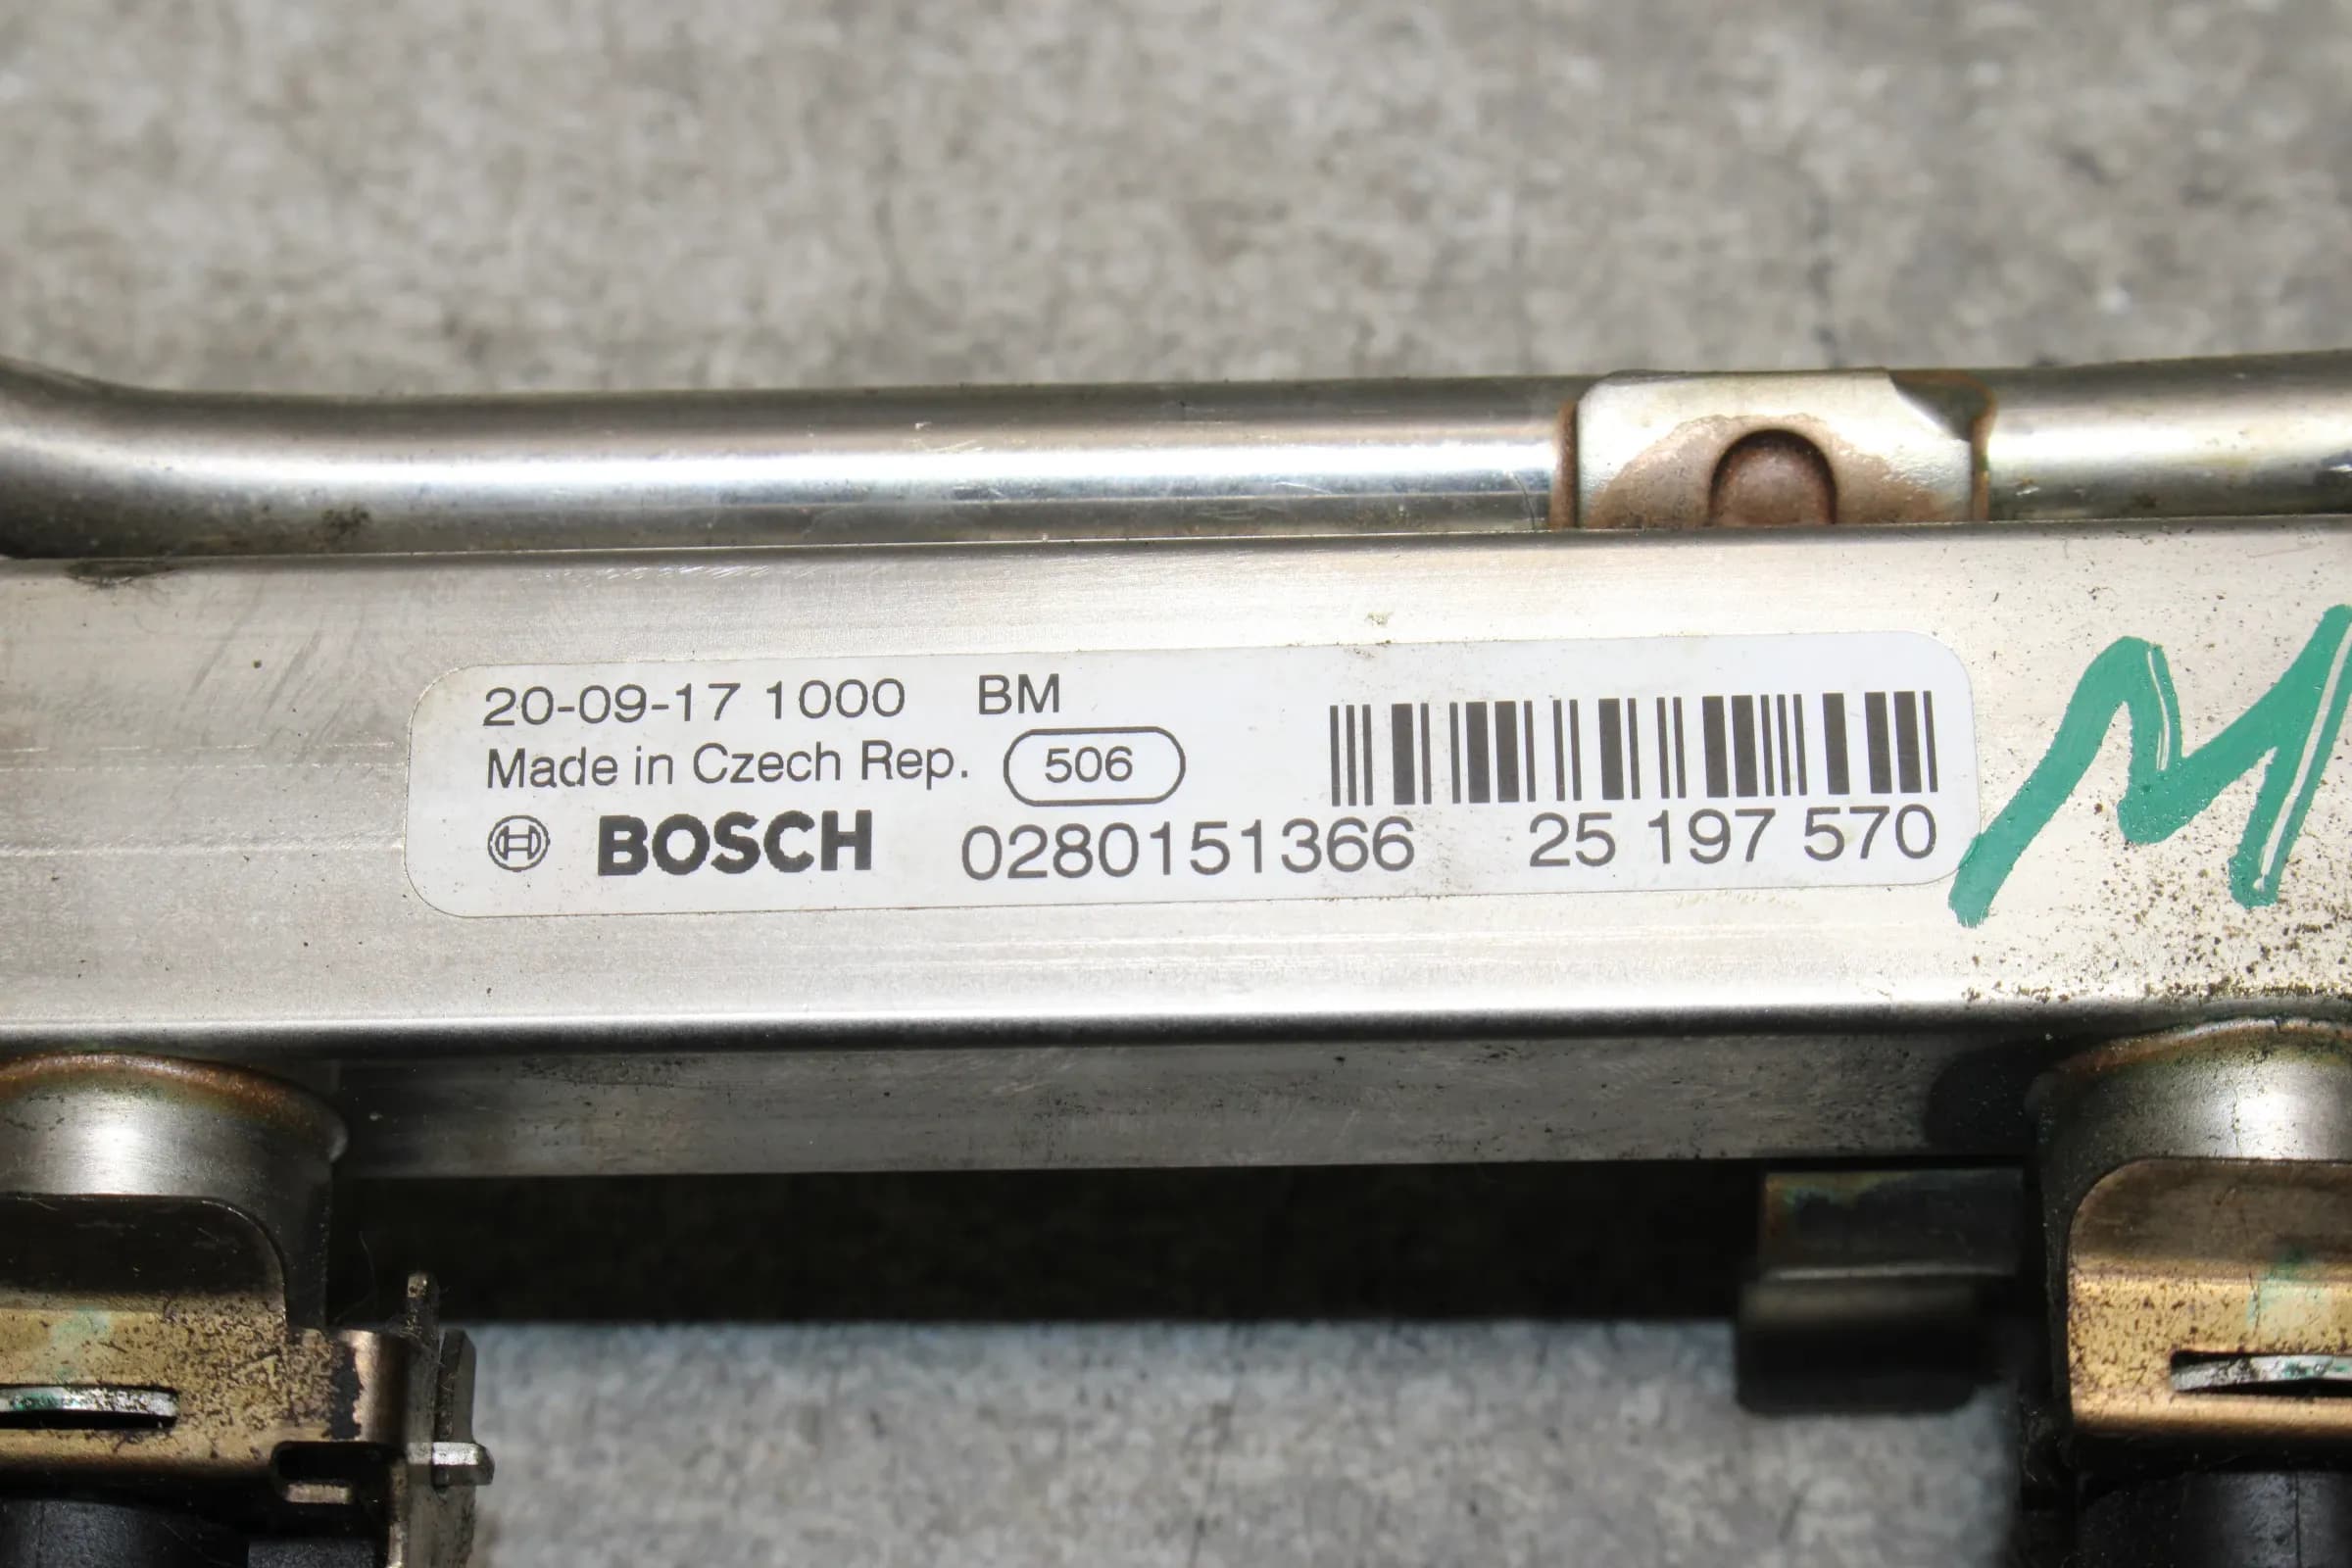 20-09-17 1000 BM
Made in Czech Rep. 506
BOSCH 0280151366 25 197 570
M